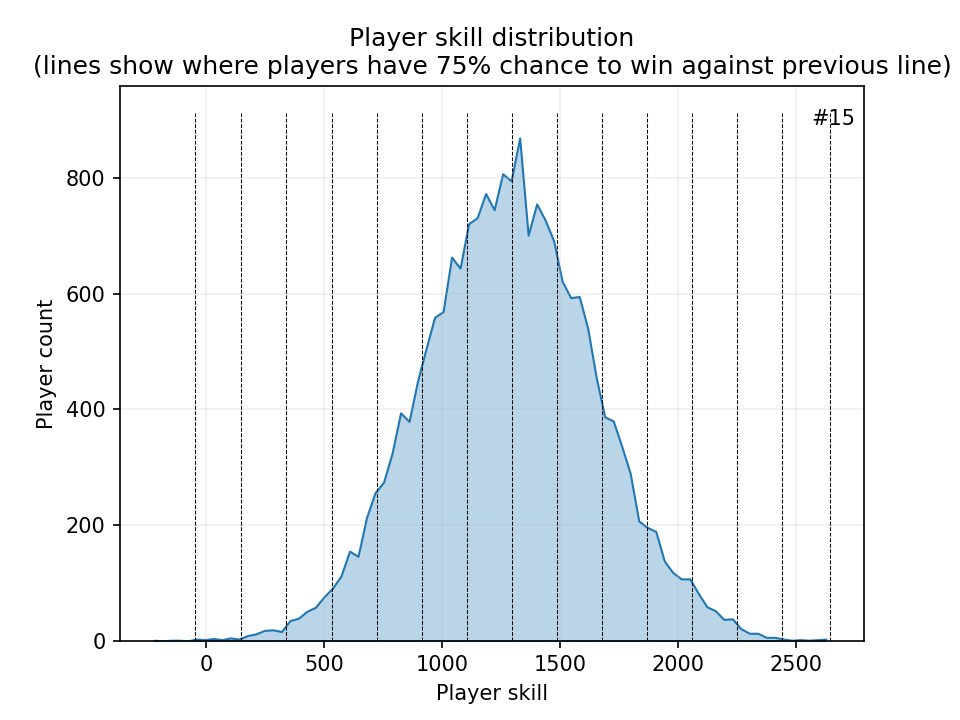 Player skill distribution
(lines show where players have 75% chance to win against previous line)
#15
Player count
800
600
400
200
0
0 500 1000 1500 2000 2500
Player skill